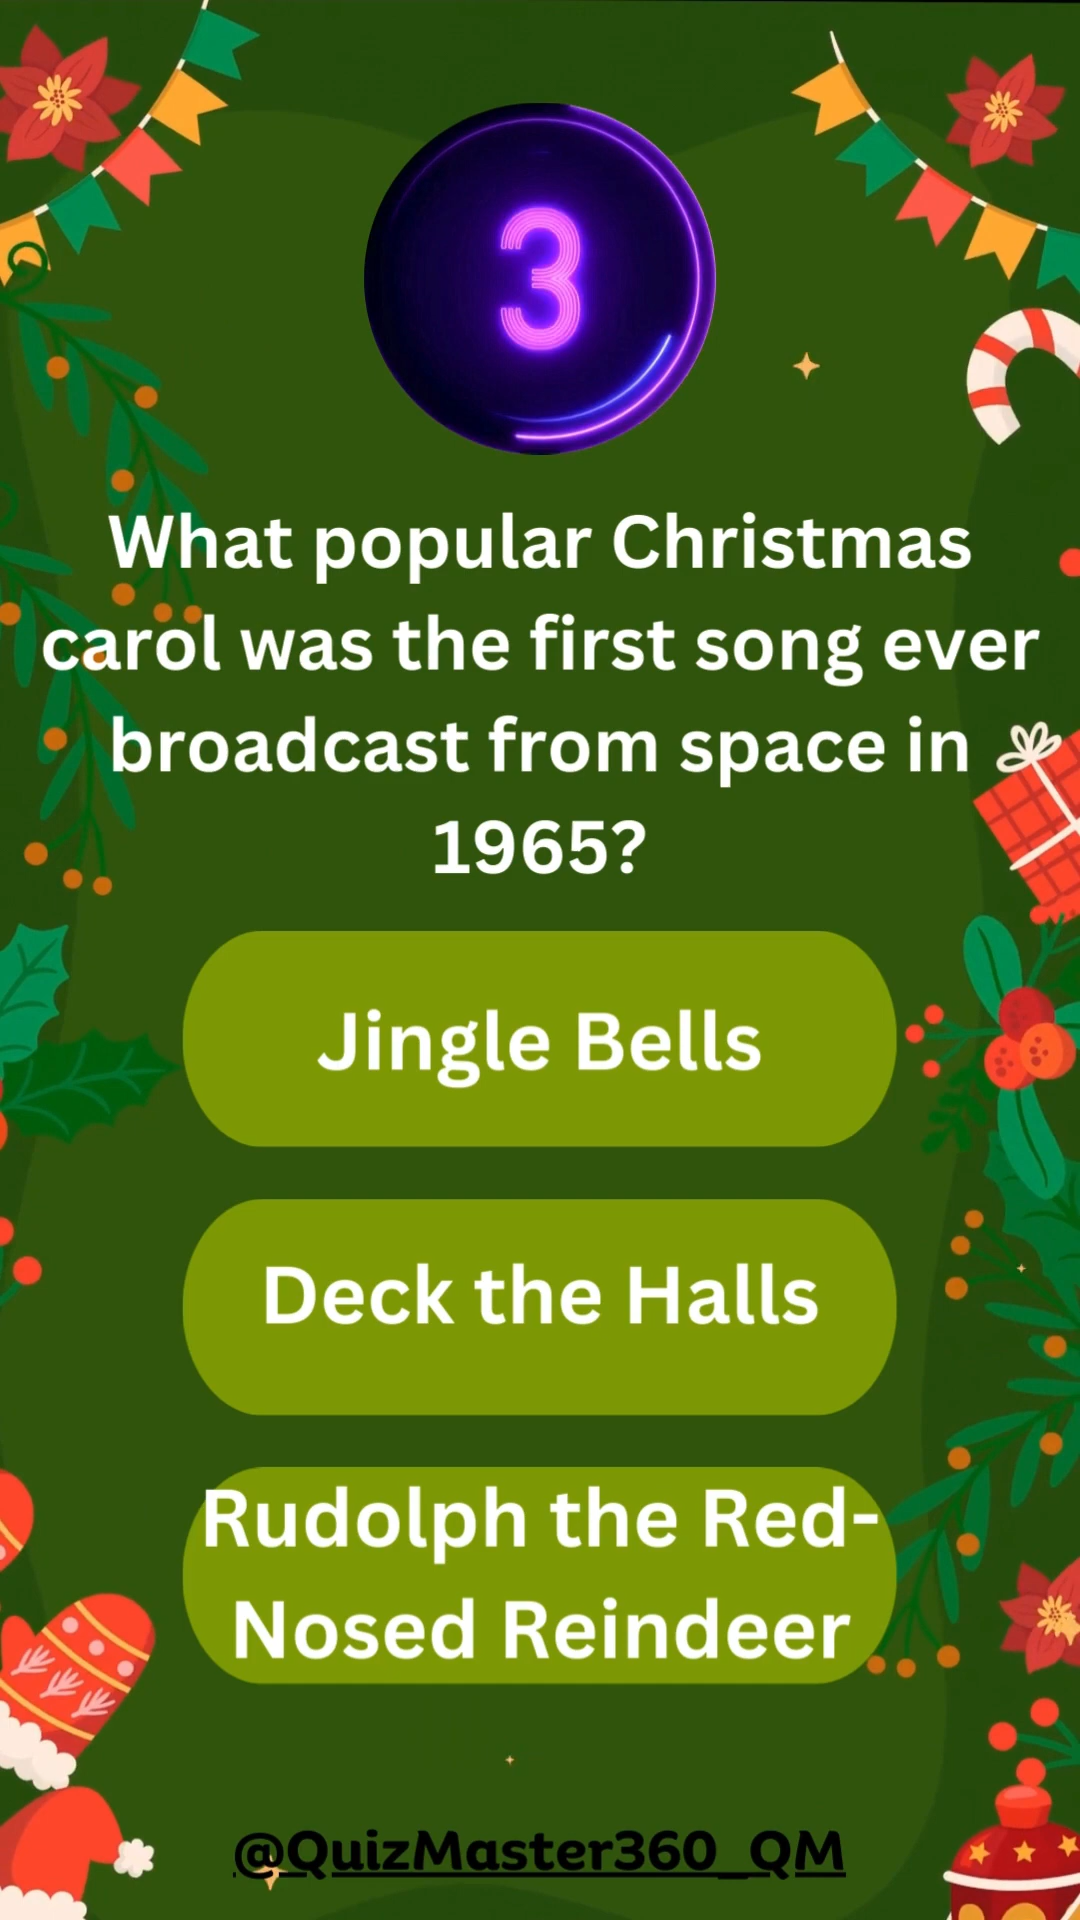 3
What popular Christmas
carol was the first song ever
broadcast from space in
1965?
Jingle Bells
Deck the Halls
Rudolph the Red-
Nosed Reindeer
@QuizMaster360_QM